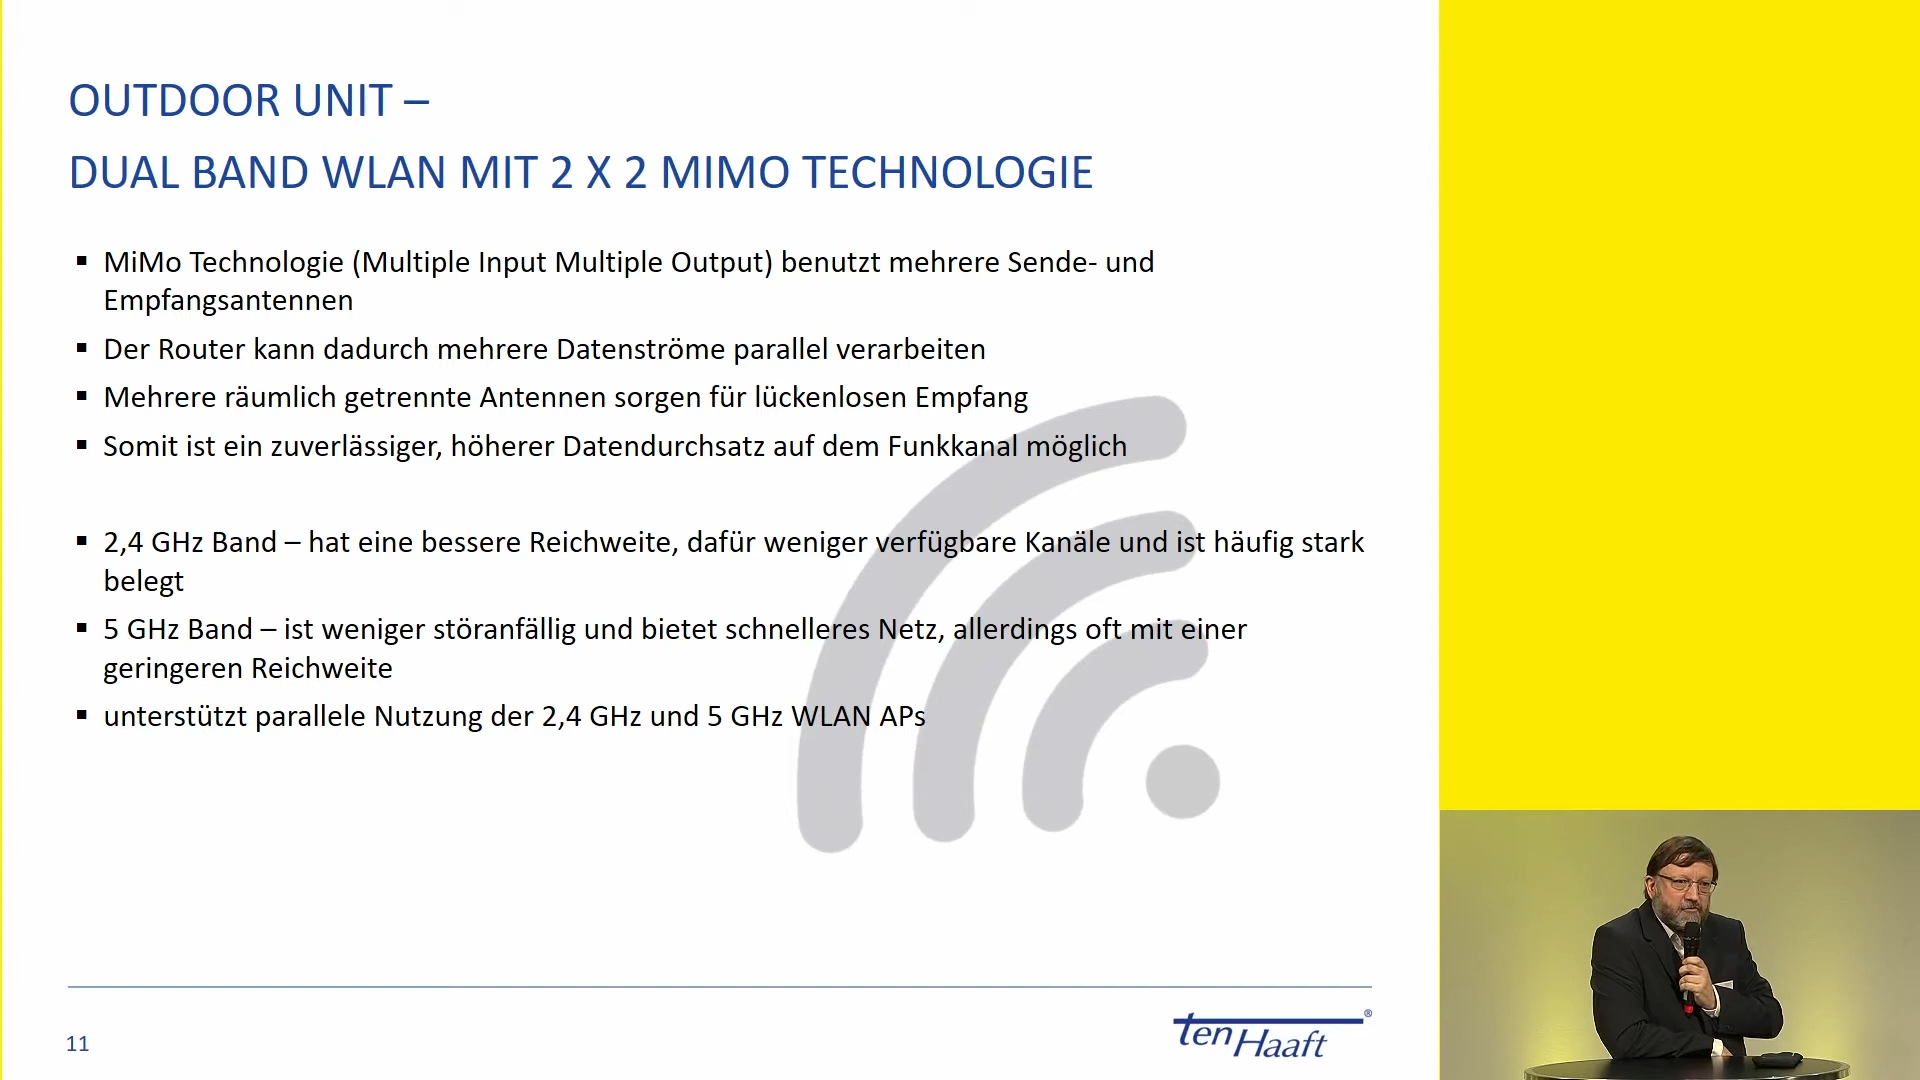 OUTDOOR UNIT –
DUAL BAND WLAN MIT 2 X 2 MIMO TECHNOLOGIE
▪ MiMo Technologie (Multiple Input Multiple Output) benutzt mehrere Sende- und
Empfangsantennen
▪ Der Router kann dadurch mehrere Datenströme parallel verarbeiten
▪ Mehrere räumlich getrennte Antennen sorgen für lückenlosen Empfang
▪ Somit ist ein zuverlässiger, höherer Datendurchsatz auf dem Funkkanal möglich
▪ 2,4 GHz Band – hat eine bessere Reichweite, dafür weniger verfügbare Kanäle und ist häufig stark
belegt
▪ 5 GHz Band – ist weniger störanfällig und bietet schnelleres Netz, allerdings oft mit einer
geringeren Reichweite
▪ unterstützt parallele Nutzung der 2,4 GHz und 5 GHz WLAN APs
11
ten Haaft®